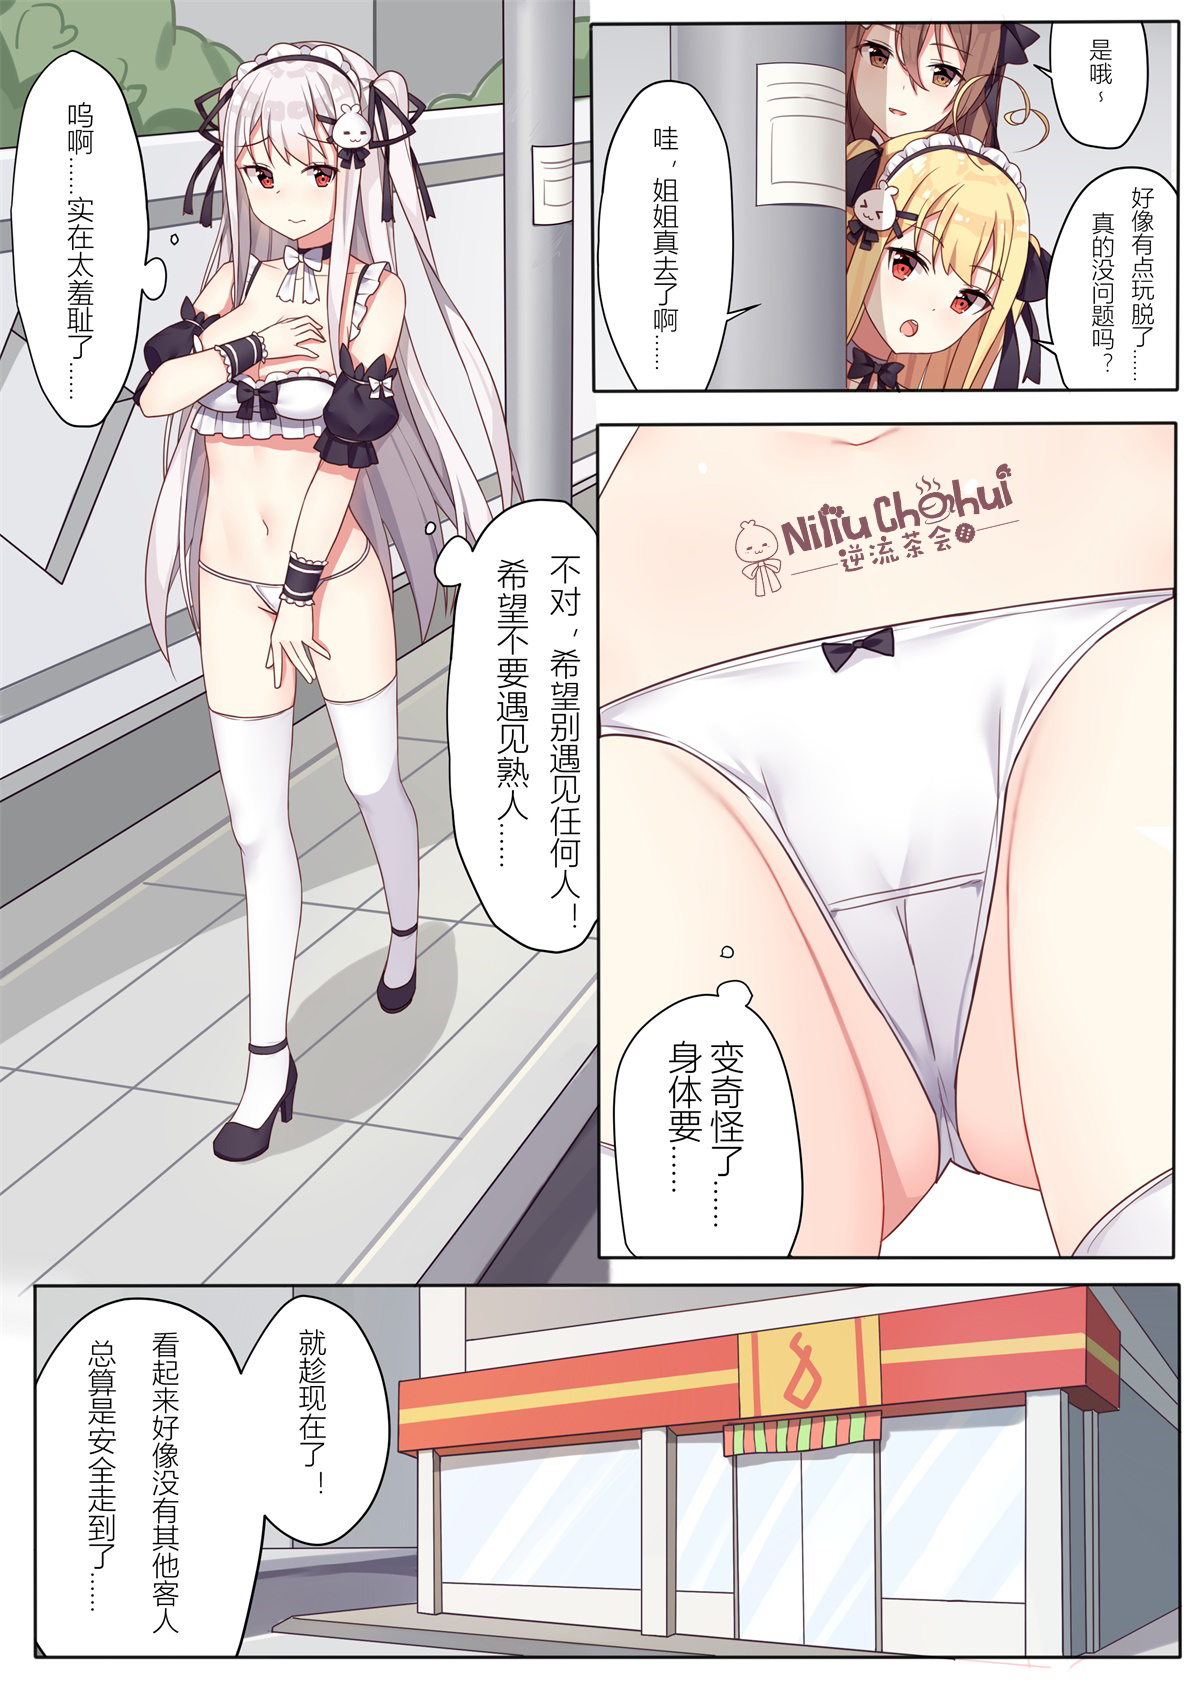 是哦~
好像有点玩脱了……
真的没问题吗？
哇，姐姐真去了啊……
呜啊……实在太羞耻了……
不对，希望别遇见任何人！
希望不要遇见熟人……
Niliu Chahui
逆流茶会
变奇怪了……
身体要……
就趁现在了！
看起来好像没有其他客人
总算是安全走到了……
8